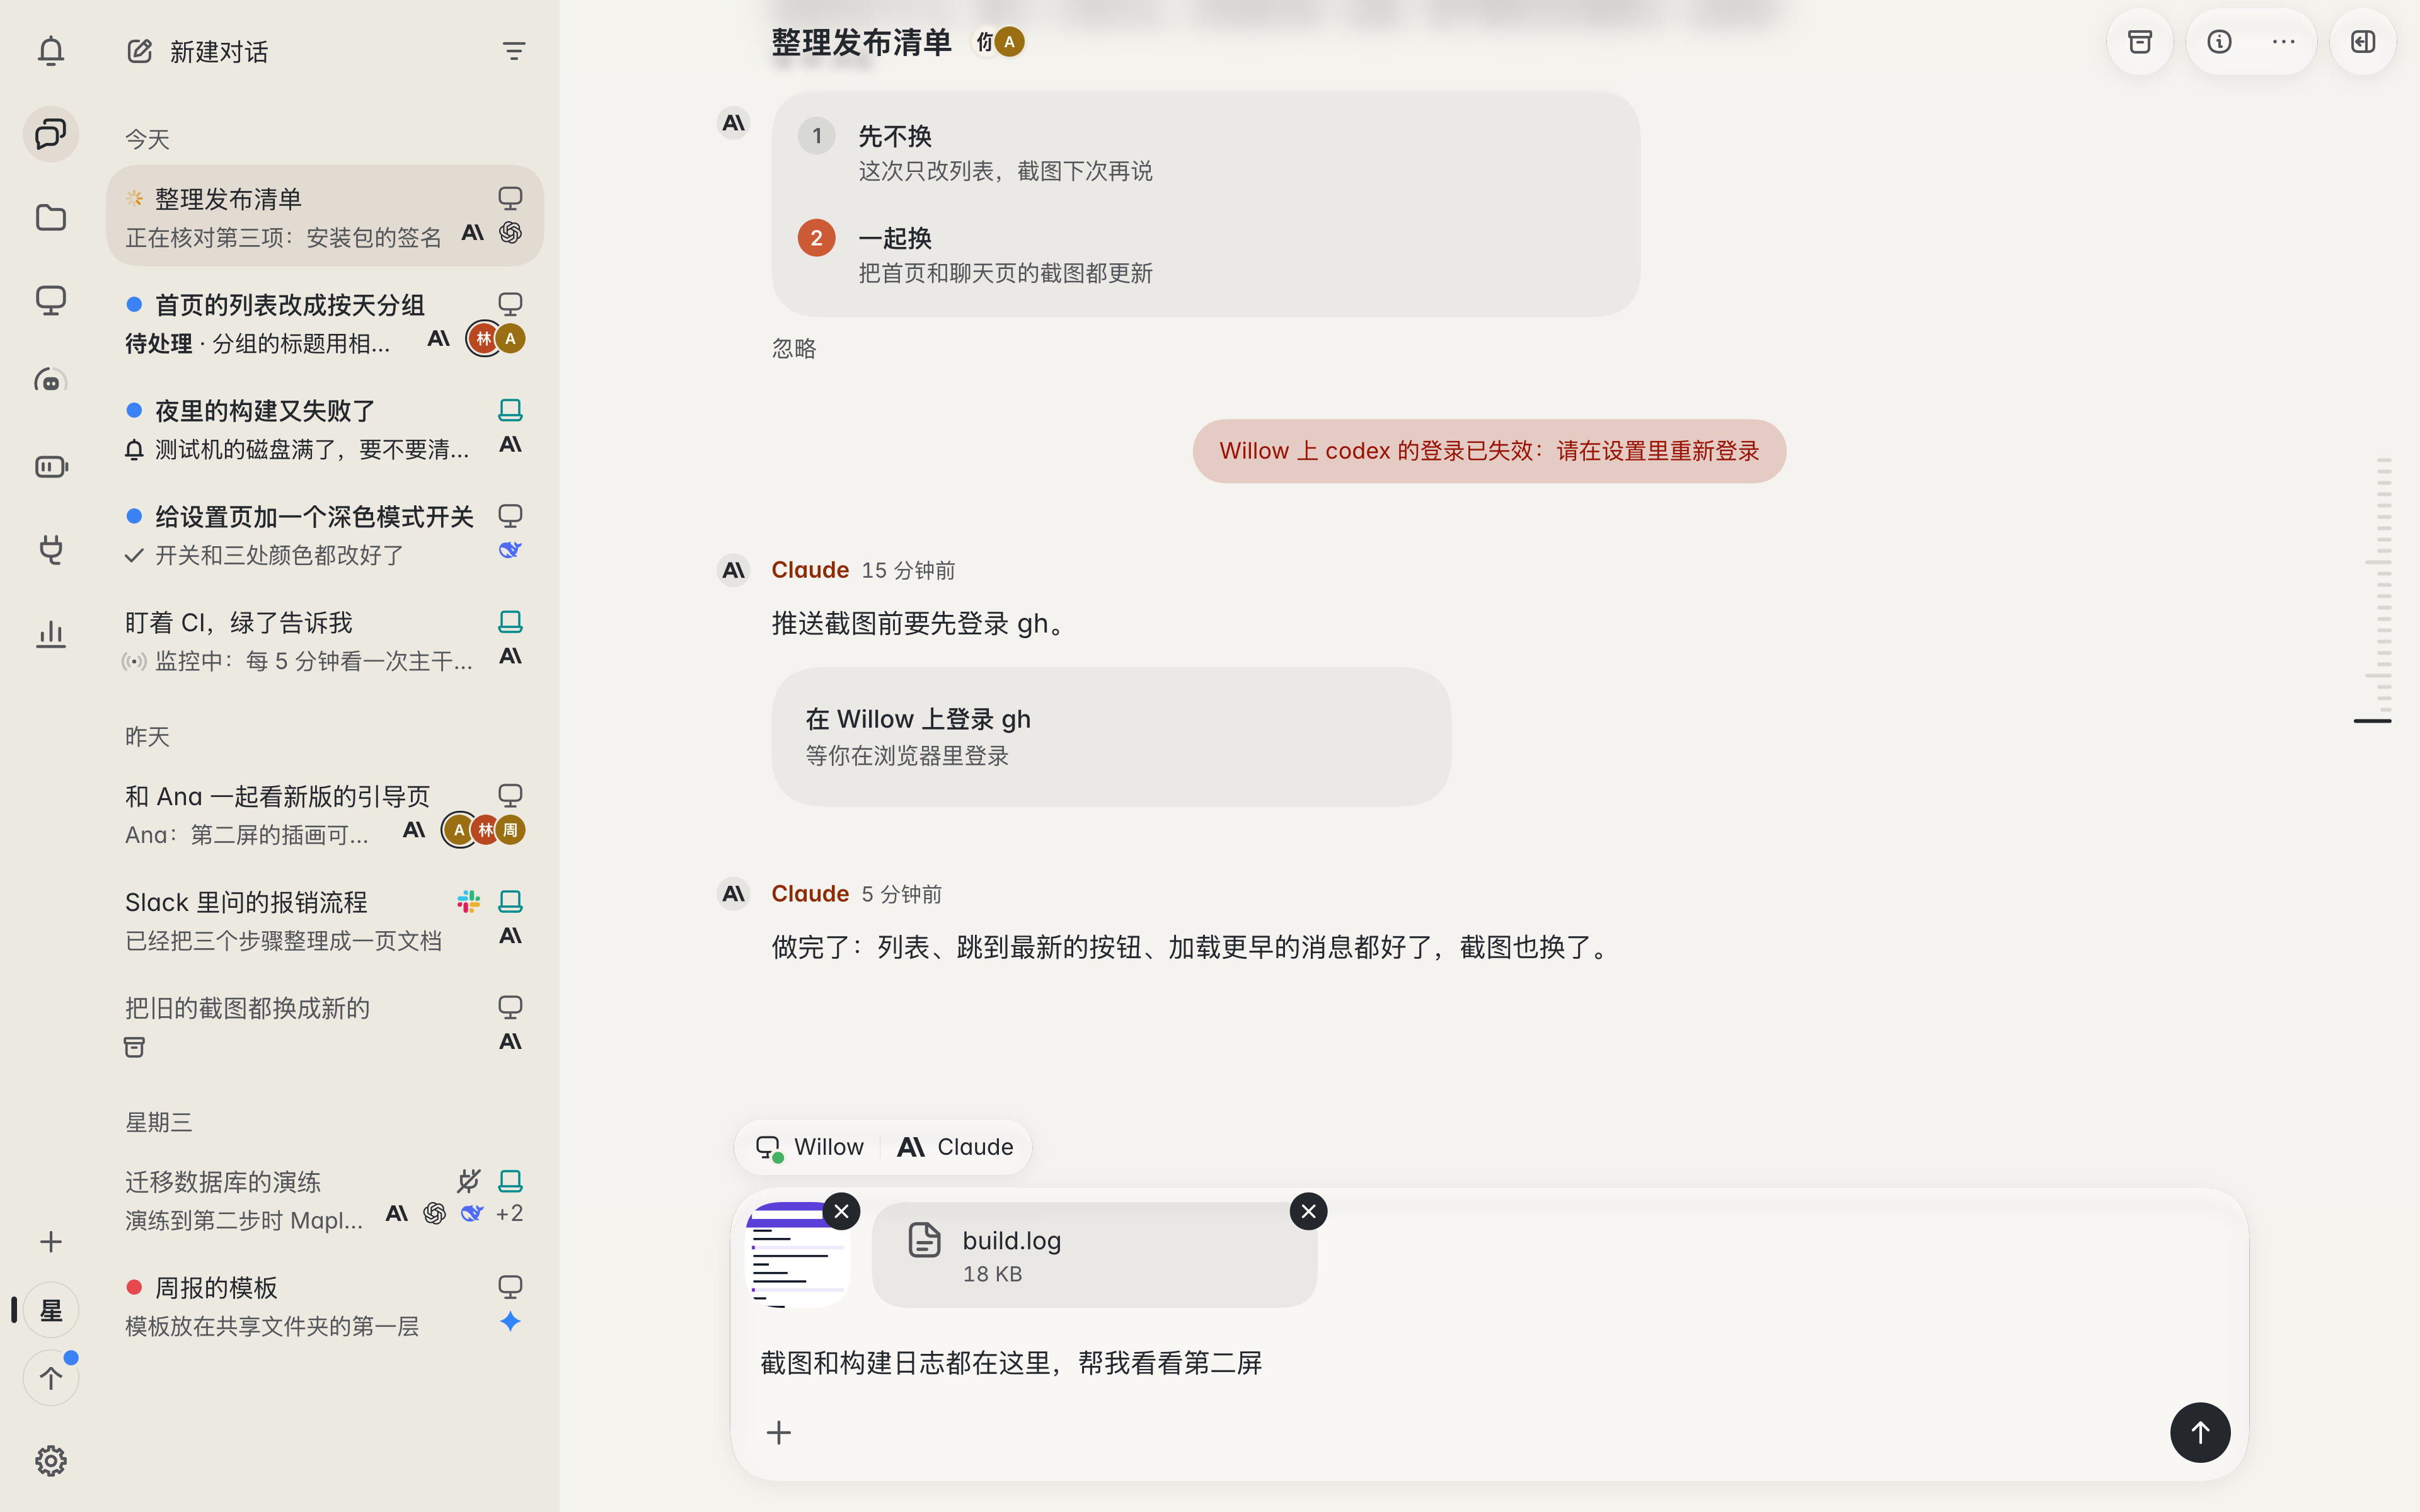 新建对话
今天
整理发布清单
正在核对第三项：安装包的签名
首页的列表改成按天分组
待处理 · 分组的标题用相...
林 A
夜里的构建又失败了
测试机的磁盘满了，要不要清...
给设置页加一个深色模式开关
开关和三处颜色都改好了
盯着 CI，绿了告诉我
监控中：每 5 分钟看一次主干...
昨天
和 Ana 一起看新版的引导页
Ana：第二屏的插画可...
A 林 周
Slack 里问的报销流程
已经把三个步骤整理成一页文档
把旧的截图都换成新的
星期三
迁移数据库的演练
演练到第二步时 Mapl...
+2
周报的模板
模板放在共享文件夹的第一层
星
个
整理发布清单
你 A
1 先不换
这次只改列表，截图下次再说
2 一起换
把首页和聊天页的截图都更新
忽略
Willow 上 codex 的登录已失效：请在设置里重新登录
Claude 15 分钟前
推送截图前要先登录 gh。
在 Willow 上登录 gh
等你在浏览器里登录
Claude 5 分钟前
做完了：列表、跳到最新的按钮、加载更早的消息都好了，截图也换了。
Willow Claude
build.log
18 KB
截图和构建日志都在这里，帮我看看第二屏